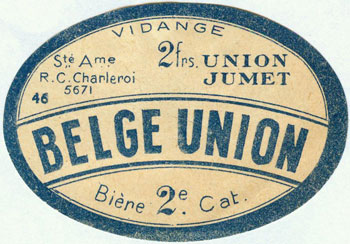 VIDANGE
2frs.
Sté Ame
R.C. Charleroi
5671
46
UNION
JUMET
BELGE UNION
Bière 2e Cat.